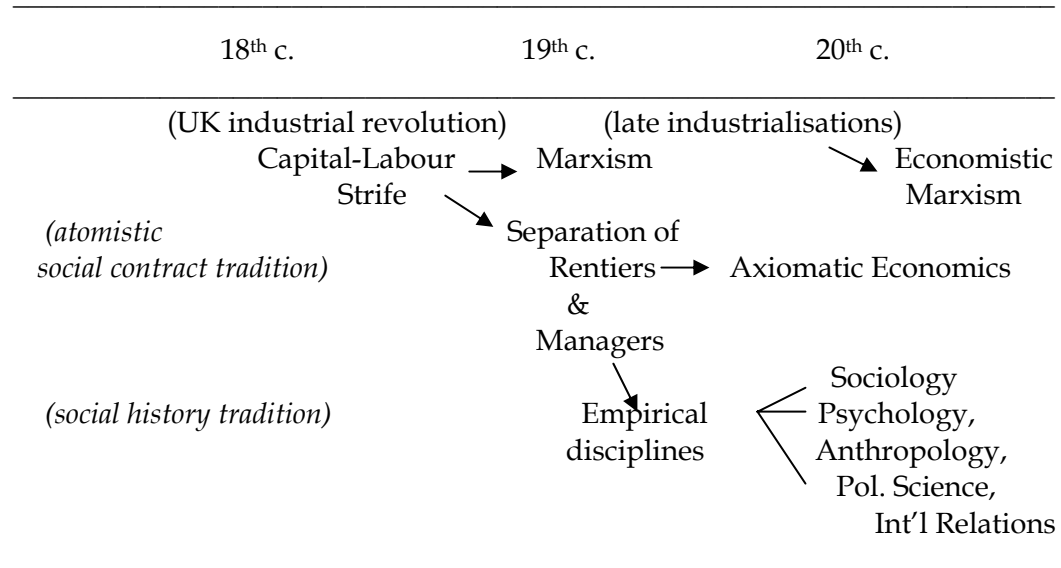 18th c. 19th c. 20th c.
(UK industrial revolution) (late industrialisations)
Capital-Labour Marxism Economistic
Strife Marxism
(atomistic Separation of
social contract tradition) Rentiers Axiomatic Economics
&
Managers
Sociology
(social history tradition) Empirical Psychology,
disciplines Anthropology,
Pol. Science,
Int'l Relations